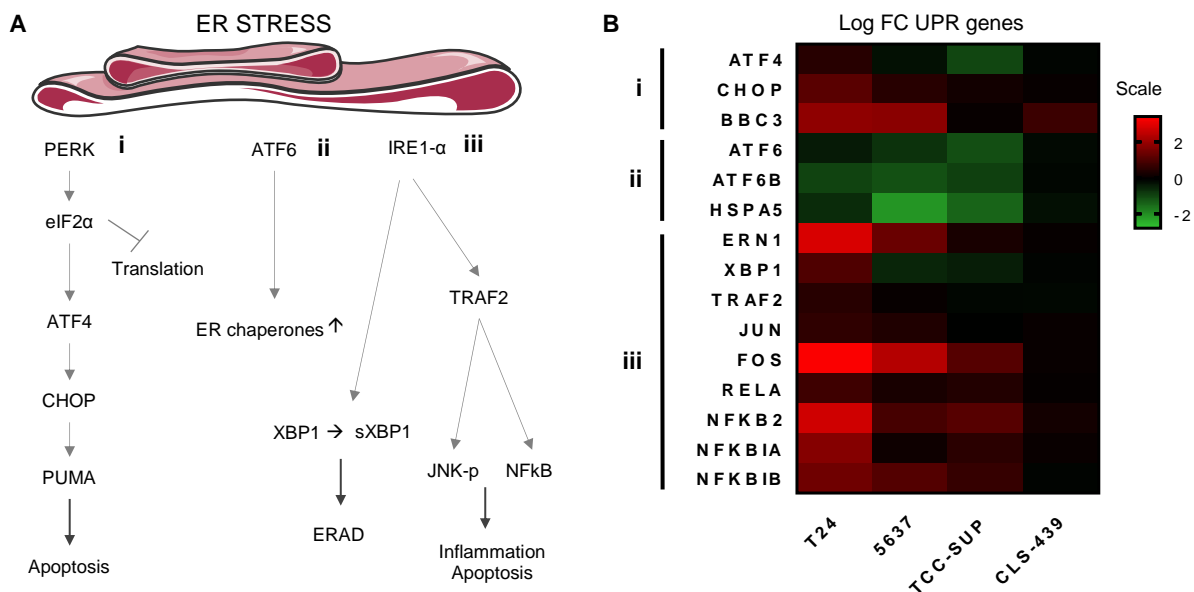 A
ER STRESS
PERK i
ATF6 ii
IRE1-α iii
eIF2α
Translation
ATF4
TRAF2
ER chaperones ↑
CHOP
XBP1 → sXBP1
PUMA
JNK-p NFkB
ERAD
Apoptosis
Inflammation
Apoptosis
B
Log FC UPR genes
i
ATF4
CHOP
BBC3
ii
ATF6
ATF6B
HSPA5
iii
ERN1
XBP1
TRAF2
JUN
FOS
RELA
NFKB2
NFKBIA
NFKBIB
T24
5637
TCC-SUP
CLS-439
Scale
2
0
-2